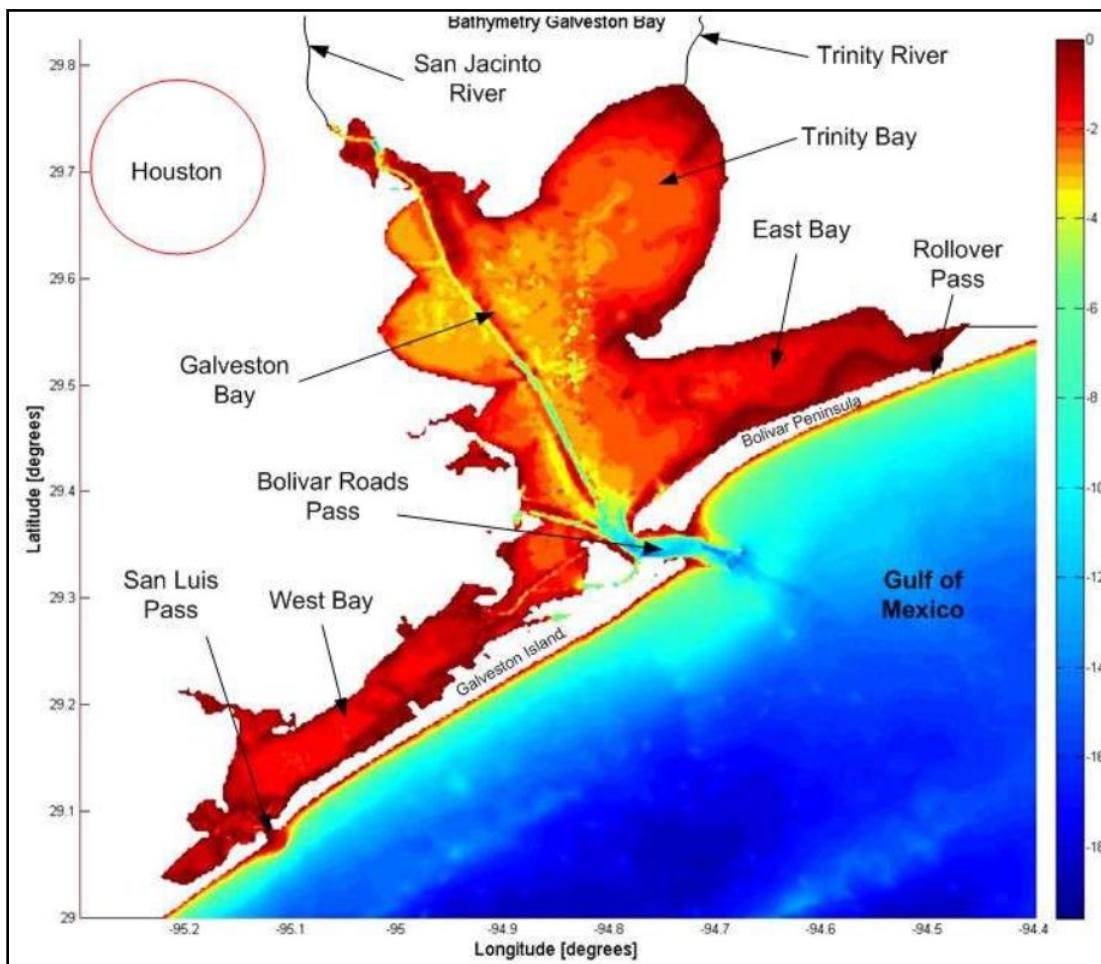 Bathymetry Galveston Bay
San Jacinto
River
Trinity River
Houston
Trinity Bay
East Bay
Rollover
Pass
Galveston
Bay
Bolivar Peninsula
Bolivar Roads
Pass
San Luis
Pass
West Bay
Galveston Island
Gulf of
Mexico
Latitude [degrees]
29.8
29.7
29.6
29.5
29.4
29.3
29.2
29.1
29
-95.2
-95.1
-95
-94.9
-94.8
-94.7
-94.6
-94.5
-94.4
Longitude [degrees]
0
-2
-4
-6
-8
-10
-12
-14
-16
-18